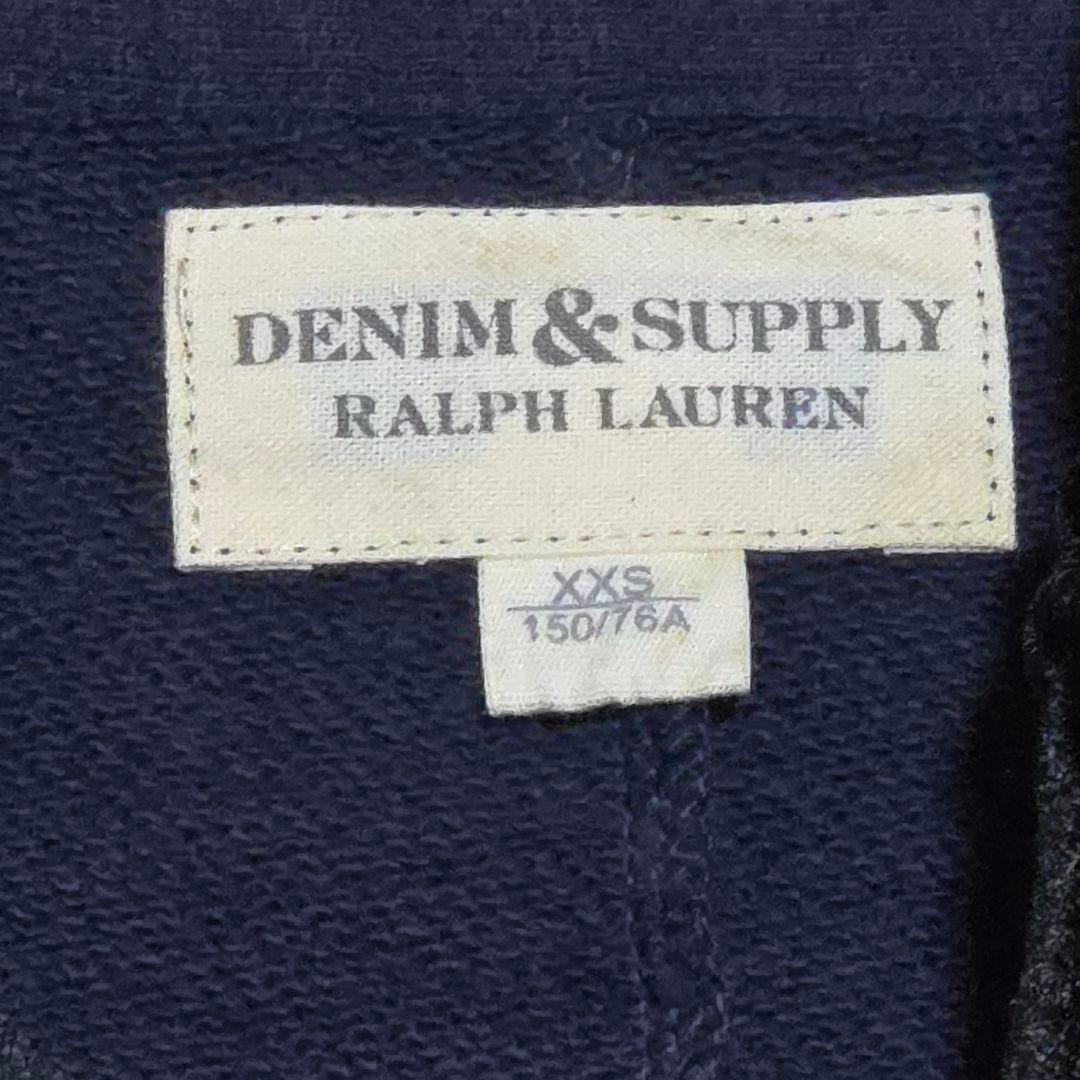 DENIM & SUPPLY
RALPH LAUREN
XXS
150/76A